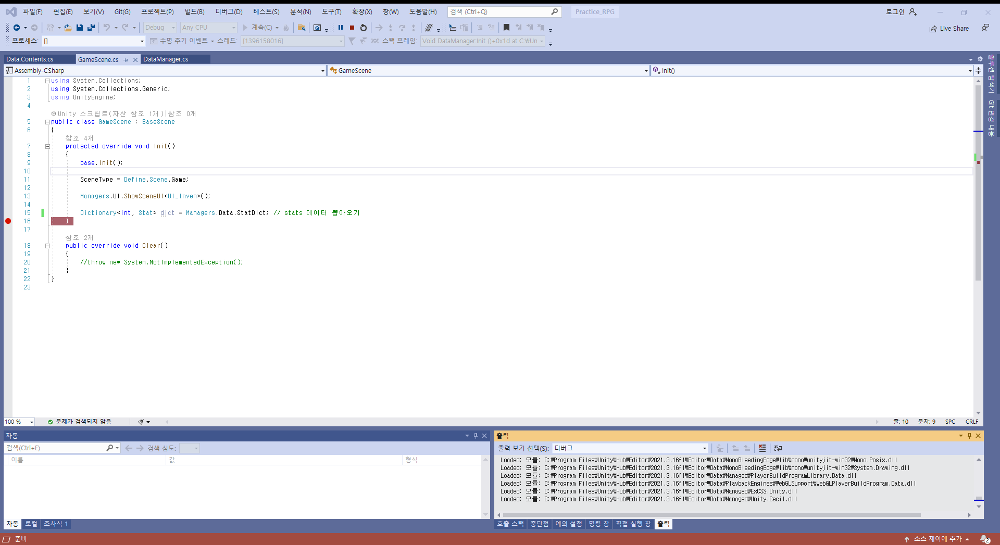 파일(F) 편집(E) 보기(V) Git(G) 프로젝트(P) 빌드(B) 디버그(D) 테스트(S) 분석(N) 도구(T) 확장(X) 창(W) 도움말(H) 검색 (Ctrl+Q) Practice_RPG 로그인
Debug Any CPU 계속(C) Live Share
프로세스: [] 수명 주기 이벤트 스레드: [1396158016] 스택 프레임: Void DataManager:Init ()+0x1d at C:₩Un
Data.Contents.cs GameScene.cs DataManager.cs
Assembly-CSharp GameScene Init()
솔루션 탐색기
Git 변경 내용
1 using System.Collections;
2 using System.Collections.Generic;
3 using UnityEngine;
4
Unity 스크립트(자산 참조 1개)|참조 0개
5 public class GameScene : BaseScene
6 {
참조 4개
7 protected override void Init()
8 {
9 base.Init();
10
11 SceneType = Define.Scene.Game;
12
13 Managers.UI.ShowSceneUI<UI_Inven>();
14
15 Dictionary<int, Stat> dict = Managers.Data.StatDict; // stats 데이터 뽑아오기
16 }
17
참조 2개
18 public override void Clear()
19 {
20 //throw new System.NotImplementedException();
21 }
22 }
23
100 % 문제가 검색되지 않음 줄: 10 문자: 9 SPC CRLF
자동
검색(Ctrl+E) 검색 심도:
이름 값 형식
자동 로컬 조사식 1
출력
출력 보기 선택(S): 디버그
Loaded: 모듈: C:₩Program Files₩Unity₩Hub₩Editor₩2021.3.16f1₩Editor₩Data₩MonoBleedingEdge₩lib₩mono₩unityjit-win32₩Mono.Posix.dll
Loaded: 모듈: C:₩Program Files₩Unity₩Hub₩Editor₩2021.3.16f1₩Editor₩Data₩MonoBleedingEdge₩lib₩mono₩unityjit-win32₩System.Drawing.dll
Loaded: 모듈: C:₩Program Files₩Unity₩Hub₩Editor₩2021.3.16f1₩Editor₩Data₩Managed₩PlayerBuildProgramLibrary.Data.dll
Loaded: 모듈: C:₩Program Files₩Unity₩Hub₩Editor₩2021.3.16f1₩Editor₩Data₩PlaybackEngines₩WebGLSupport₩WebGLPlayerBuildProgram.Data.dll
Loaded: 모듈: C:₩Program Files₩Unity₩Hub₩Editor₩2021.3.16f1₩Editor₩Data₩Managed₩ExCSS.Unity.dll
Loaded: 모듈: C:₩Program Files₩Unity₩Hub₩Editor₩2021.3.16f1₩Editor₩Data₩Managed₩Unity.Cecil.dll
호출 스택 중단점 예외 설정 명령 창 직접 실행 창 출력
준비 소스 제어에 추가 2